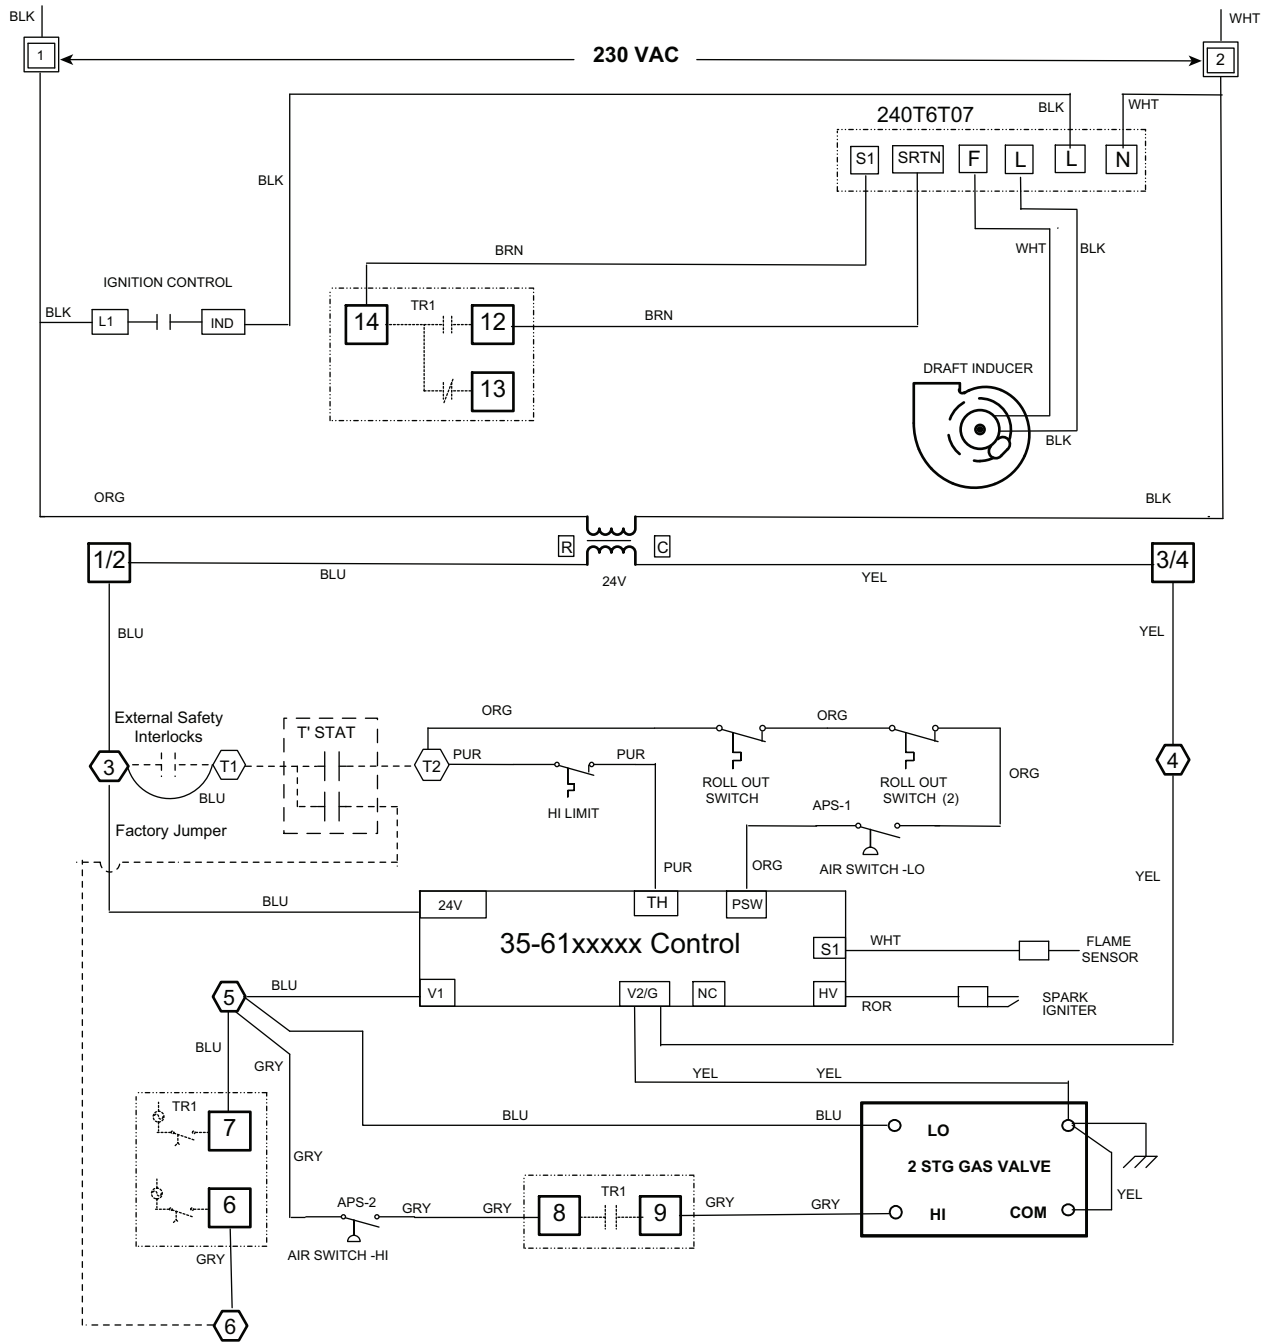 BLK
WHT
1
230 VAC
2
BLK
WHT
240T6T07
S1
SRTN
F
L
L
N
BLK
BRN
WHT
BLK
IGNITION CONTROL
BLK
L1
IND
14
TR1
12
BRN
13
DRAFT INDUCER
BLK
ORG
BLK
R
C
1/2
3/4
BLU
24V
YEL
BLU
YEL
External Safety
Interlocks
T' STAT
ORG
ORG
PUR
PUR
3
T1
T2
4
BLU
HI LIMIT
ROLL OUT
SWITCH
ROLL OUT
SWITCH (2)
ORG
Factory Jumper
APS-1
AIR SWITCH -LO
PUR
ORG
YEL
BLU
24V
TH
PSW
35-61xxxxx Control
S1
WHT
FLAME
SENSOR
5
BLU
V1
V2/G
NC
HV
ROR
SPARK
IGNITER
BLU
GRY
YEL
YEL
TR1
7
BLU
BLU
LO
2 STG GAS VALVE
GRY
YEL
6
APS-2
GRY
GRY
8
TR1
9
GRY
GRY
HI
COM
AIR SWITCH -HI
GRY
6